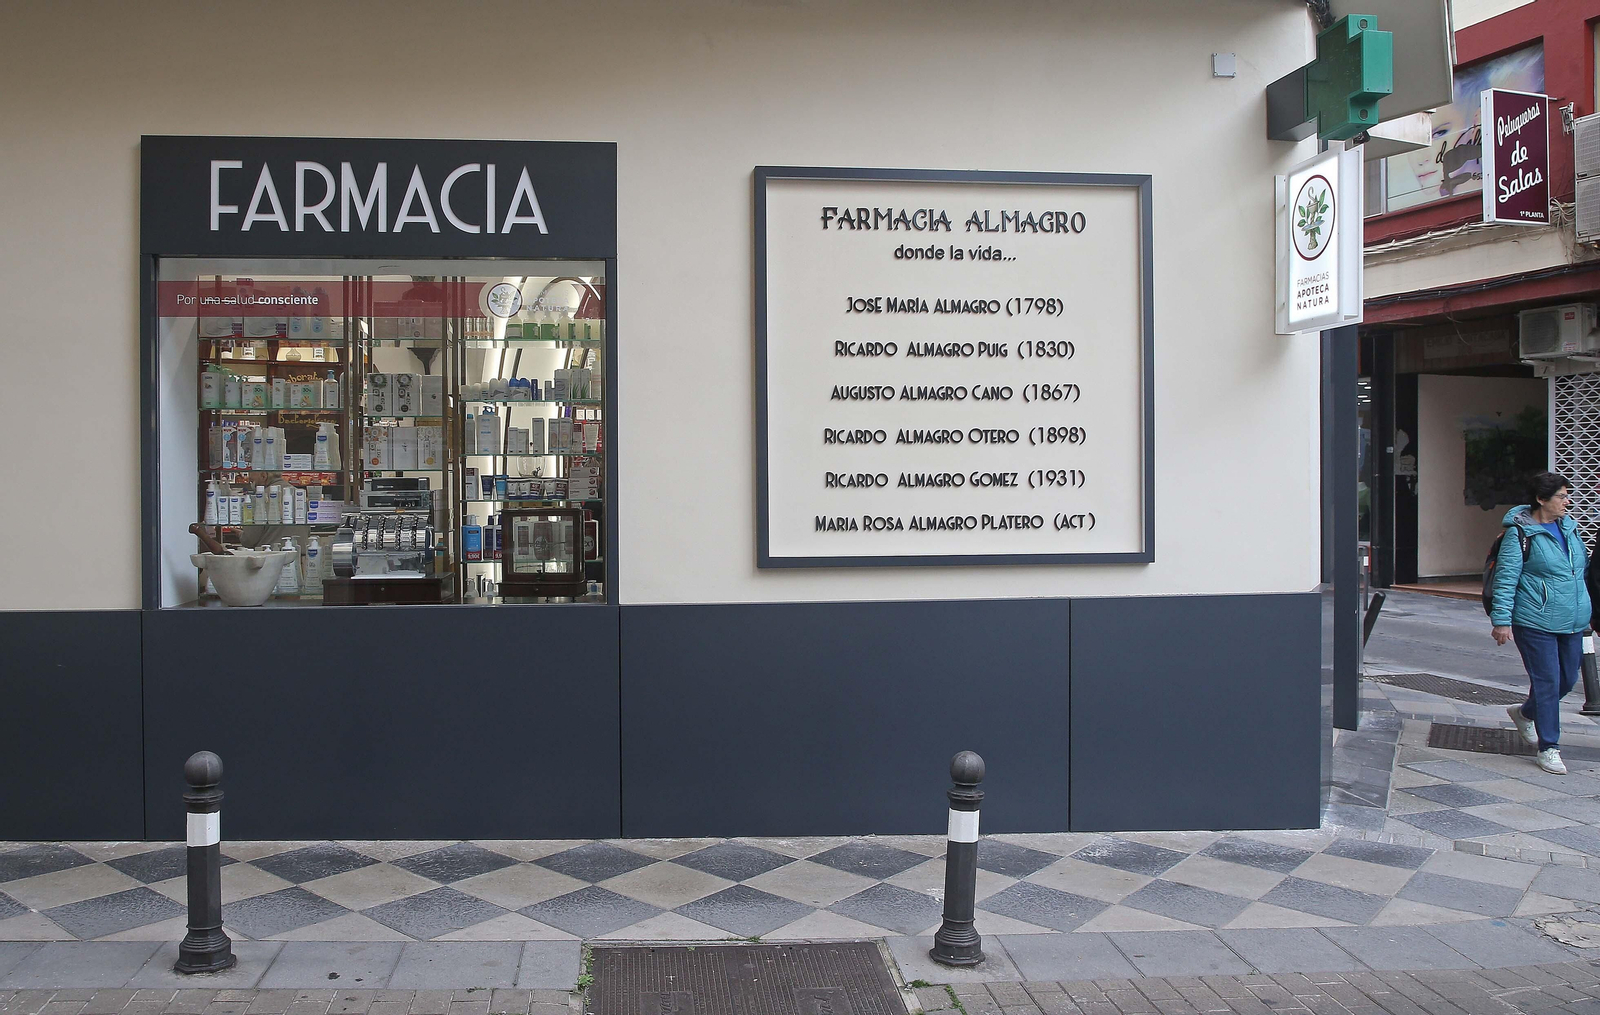 FARMACIA
Por una salud consciente
FARMACIA ALMAGRO
donde la vida...
JOSE MARÍA ALMAGRO (1798)
RICARDO ALMAGRO PUIG (1830)
AUGUSTO ALMAGRO CANO (1867)
RICARDO ALMAGRO OTERO (1898)
RICARDO ALMAGRO GOMEZ (1931)
MARIA ROSA ALMAGRO PLATERO (ACT)
FARMACIAS
APOTECA
NATURA
Peluqueros
de
Salas
1ª PLANTA